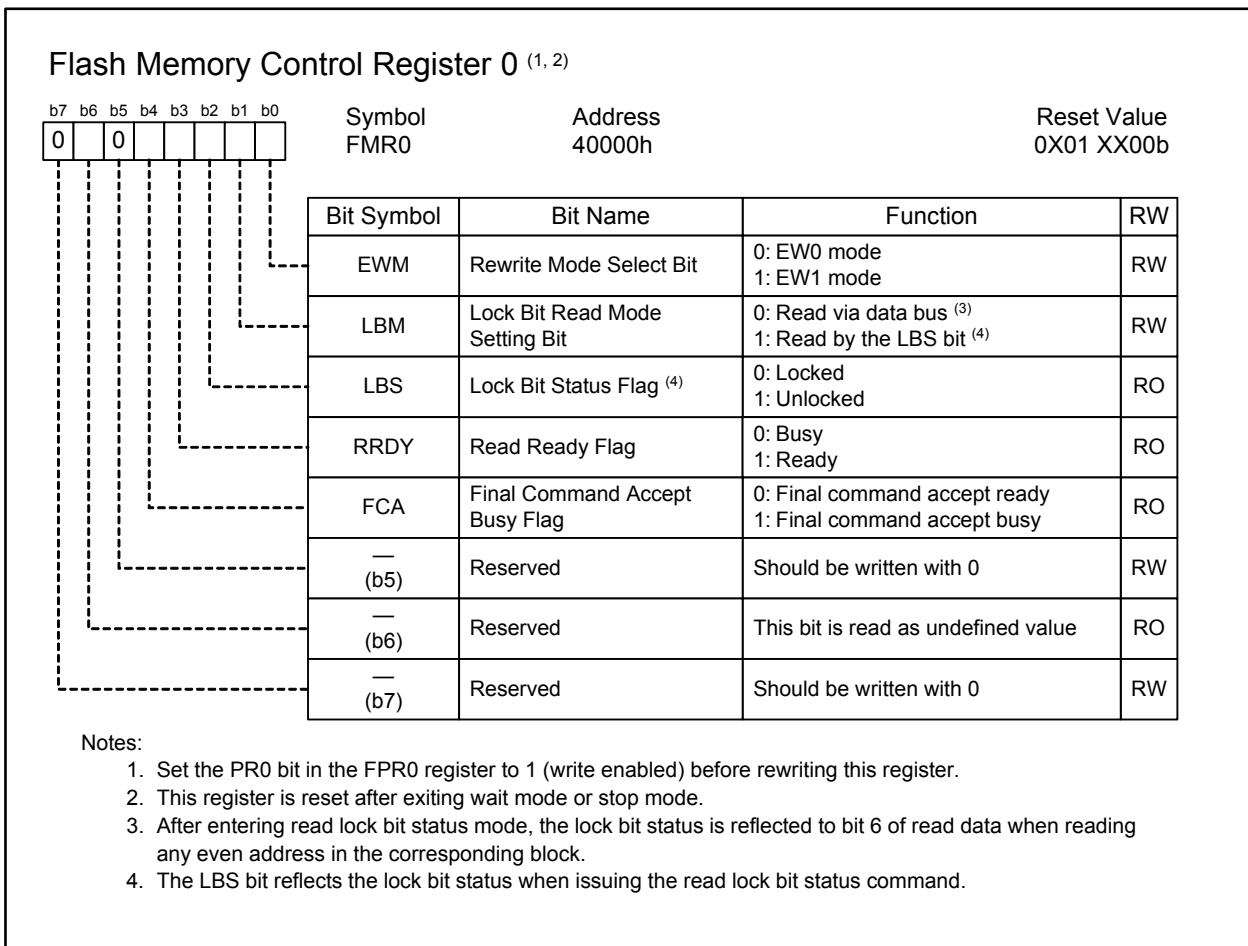 Flash Memory Control Register 0 (1, 2)
b7 b6 b5 b4 b3 b2 b1 b0
0 0
Symbol Address Reset Value
FMR0 40000h 0X01 XX00b
Bit Symbol Bit Name Function RW
EWM Rewrite Mode Select Bit 0: EW0 mode RW
1: EW1 mode
LBM Lock Bit Read Mode 0: Read via data bus (3) RW
Setting Bit 1: Read by the LBS bit (4)
LBS Lock Bit Status Flag (4) 0: Locked RO
1: Unlocked
RRDY Read Ready Flag 0: Busy RO
1: Ready
FCA Final Command Accept 0: Final command accept ready RO
Busy Flag 1: Final command accept busy
— Reserved Should be written with 0 RW
(b5)
— Reserved This bit is read as undefined value RO
(b6)
— Reserved Should be written with 0 RW
(b7)
Notes:
1. Set the PR0 bit in the FPR0 register to 1 (write enabled) before rewriting this register.
2. This register is reset after exiting wait mode or stop mode.
3. After entering read lock bit status mode, the lock bit status is reflected to bit 6 of read data when reading
any even address in the corresponding block.
4. The LBS bit reflects the lock bit status when issuing the read lock bit status command.